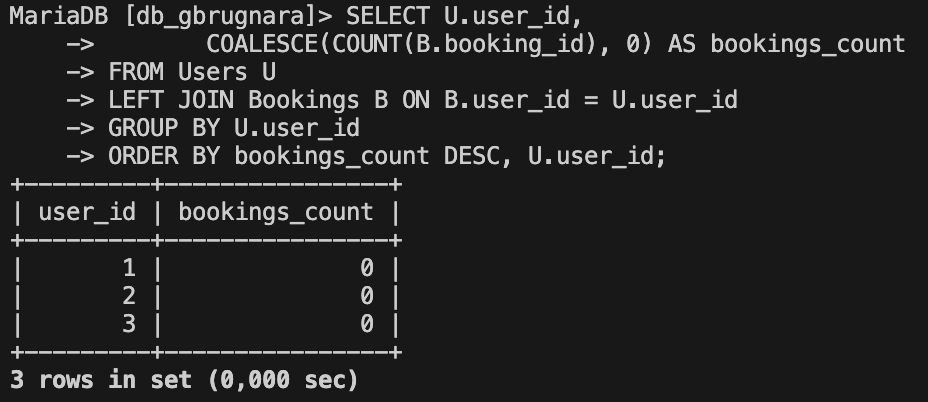 MariaDB [db_gbrugnara]> SELECT U.user_id,
    ->        COALESCE(COUNT(B.booking_id), 0) AS bookings_count
    -> FROM Users U
    -> LEFT JOIN Bookings B ON B.user_id = U.user_id
    -> GROUP BY U.user_id
    -> ORDER BY bookings_count DESC, U.user_id;
+---------+----------------+
| user_id | bookings_count |
+---------+----------------+
|       1 |              0 |
|       2 |              0 |
|       3 |              0 |
+---------+----------------+
3 rows in set (0,000 sec)